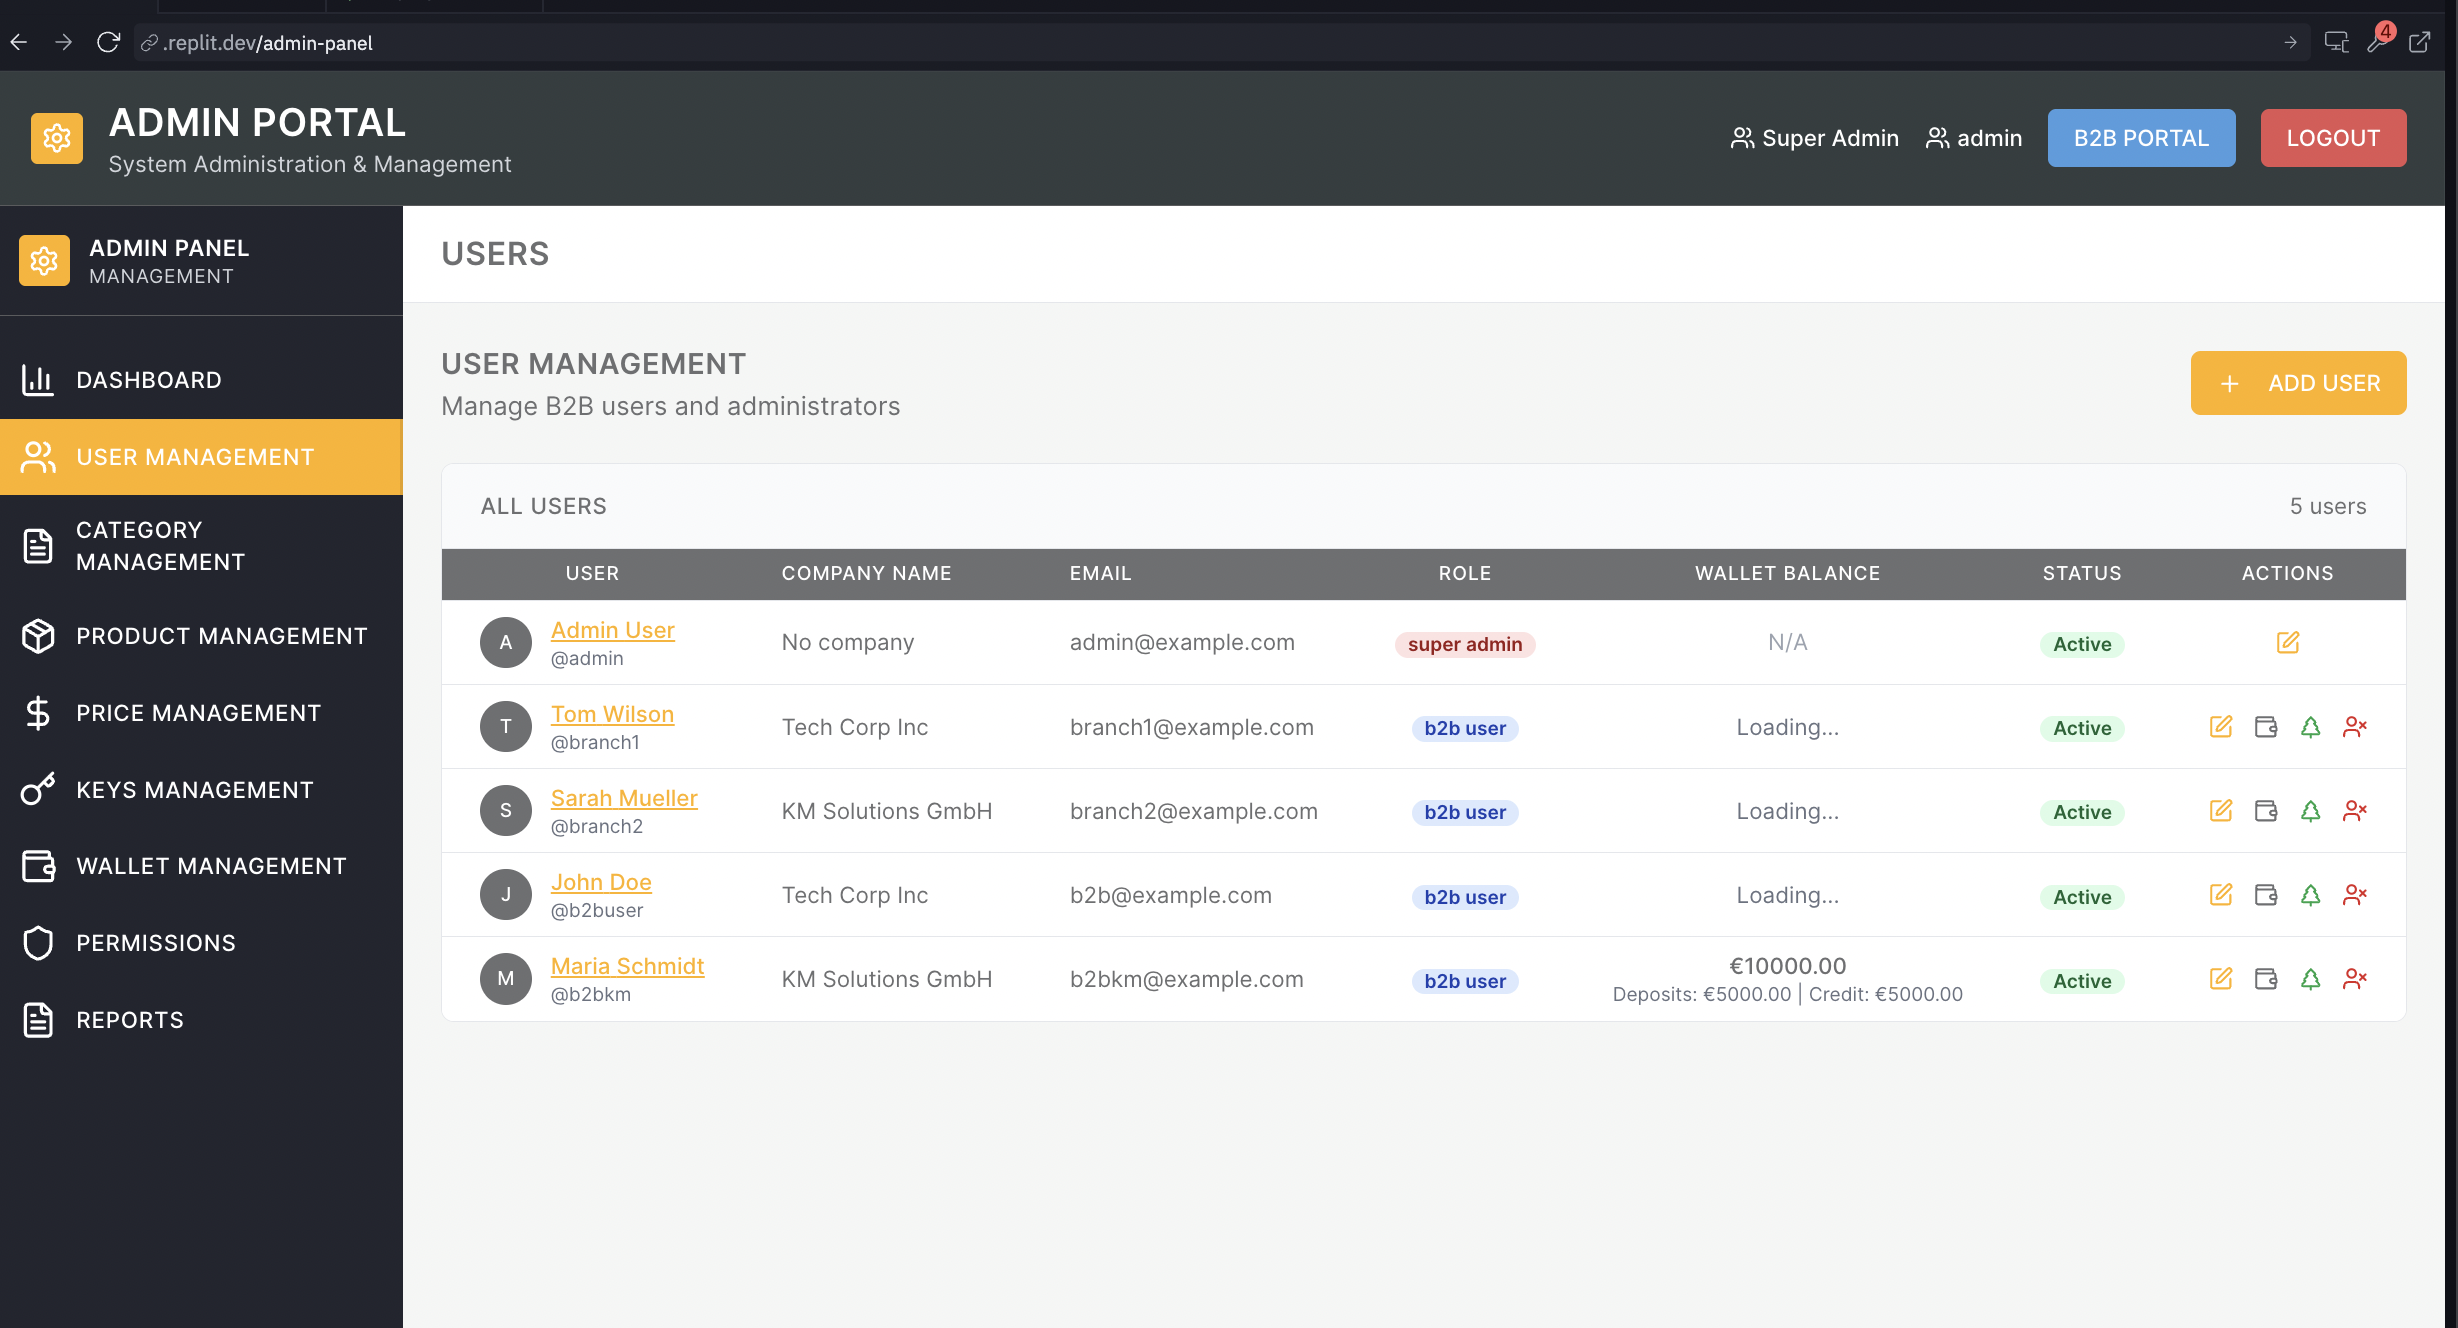 .replit.dev/admin-panel
4
ADMIN PORTAL
System Administration & Management
Super Admin
admin
B2B PORTAL
LOGOUT
ADMIN PANEL
MANAGEMENT
DASHBOARD
USER MANAGEMENT
CATEGORY
MANAGEMENT
PRODUCT MANAGEMENT
PRICE MANAGEMENT
KEYS MANAGEMENT
WALLET MANAGEMENT
PERMISSIONS
REPORTS
USERS
USER MANAGEMENT
Manage B2B users and administrators
+ ADD USER
ALL USERS
5 users
USER COMPANY NAME EMAIL ROLE WALLET BALANCE STATUS ACTIONS
A Admin User No company admin@example.com super admin N/A Active
@admin
T Tom Wilson Tech Corp Inc branch1@example.com b2b user Loading... Active
@branch1
S Sarah Mueller KM Solutions GmbH branch2@example.com b2b user Loading... Active
@branch2
J John Doe Tech Corp Inc b2b@example.com b2b user Loading... Active
@b2buser
M Maria Schmidt KM Solutions GmbH b2bkm@example.com b2b user €10000.00 Active
@b2bkm Deposits: €5000.00 | Credit: €5000.00